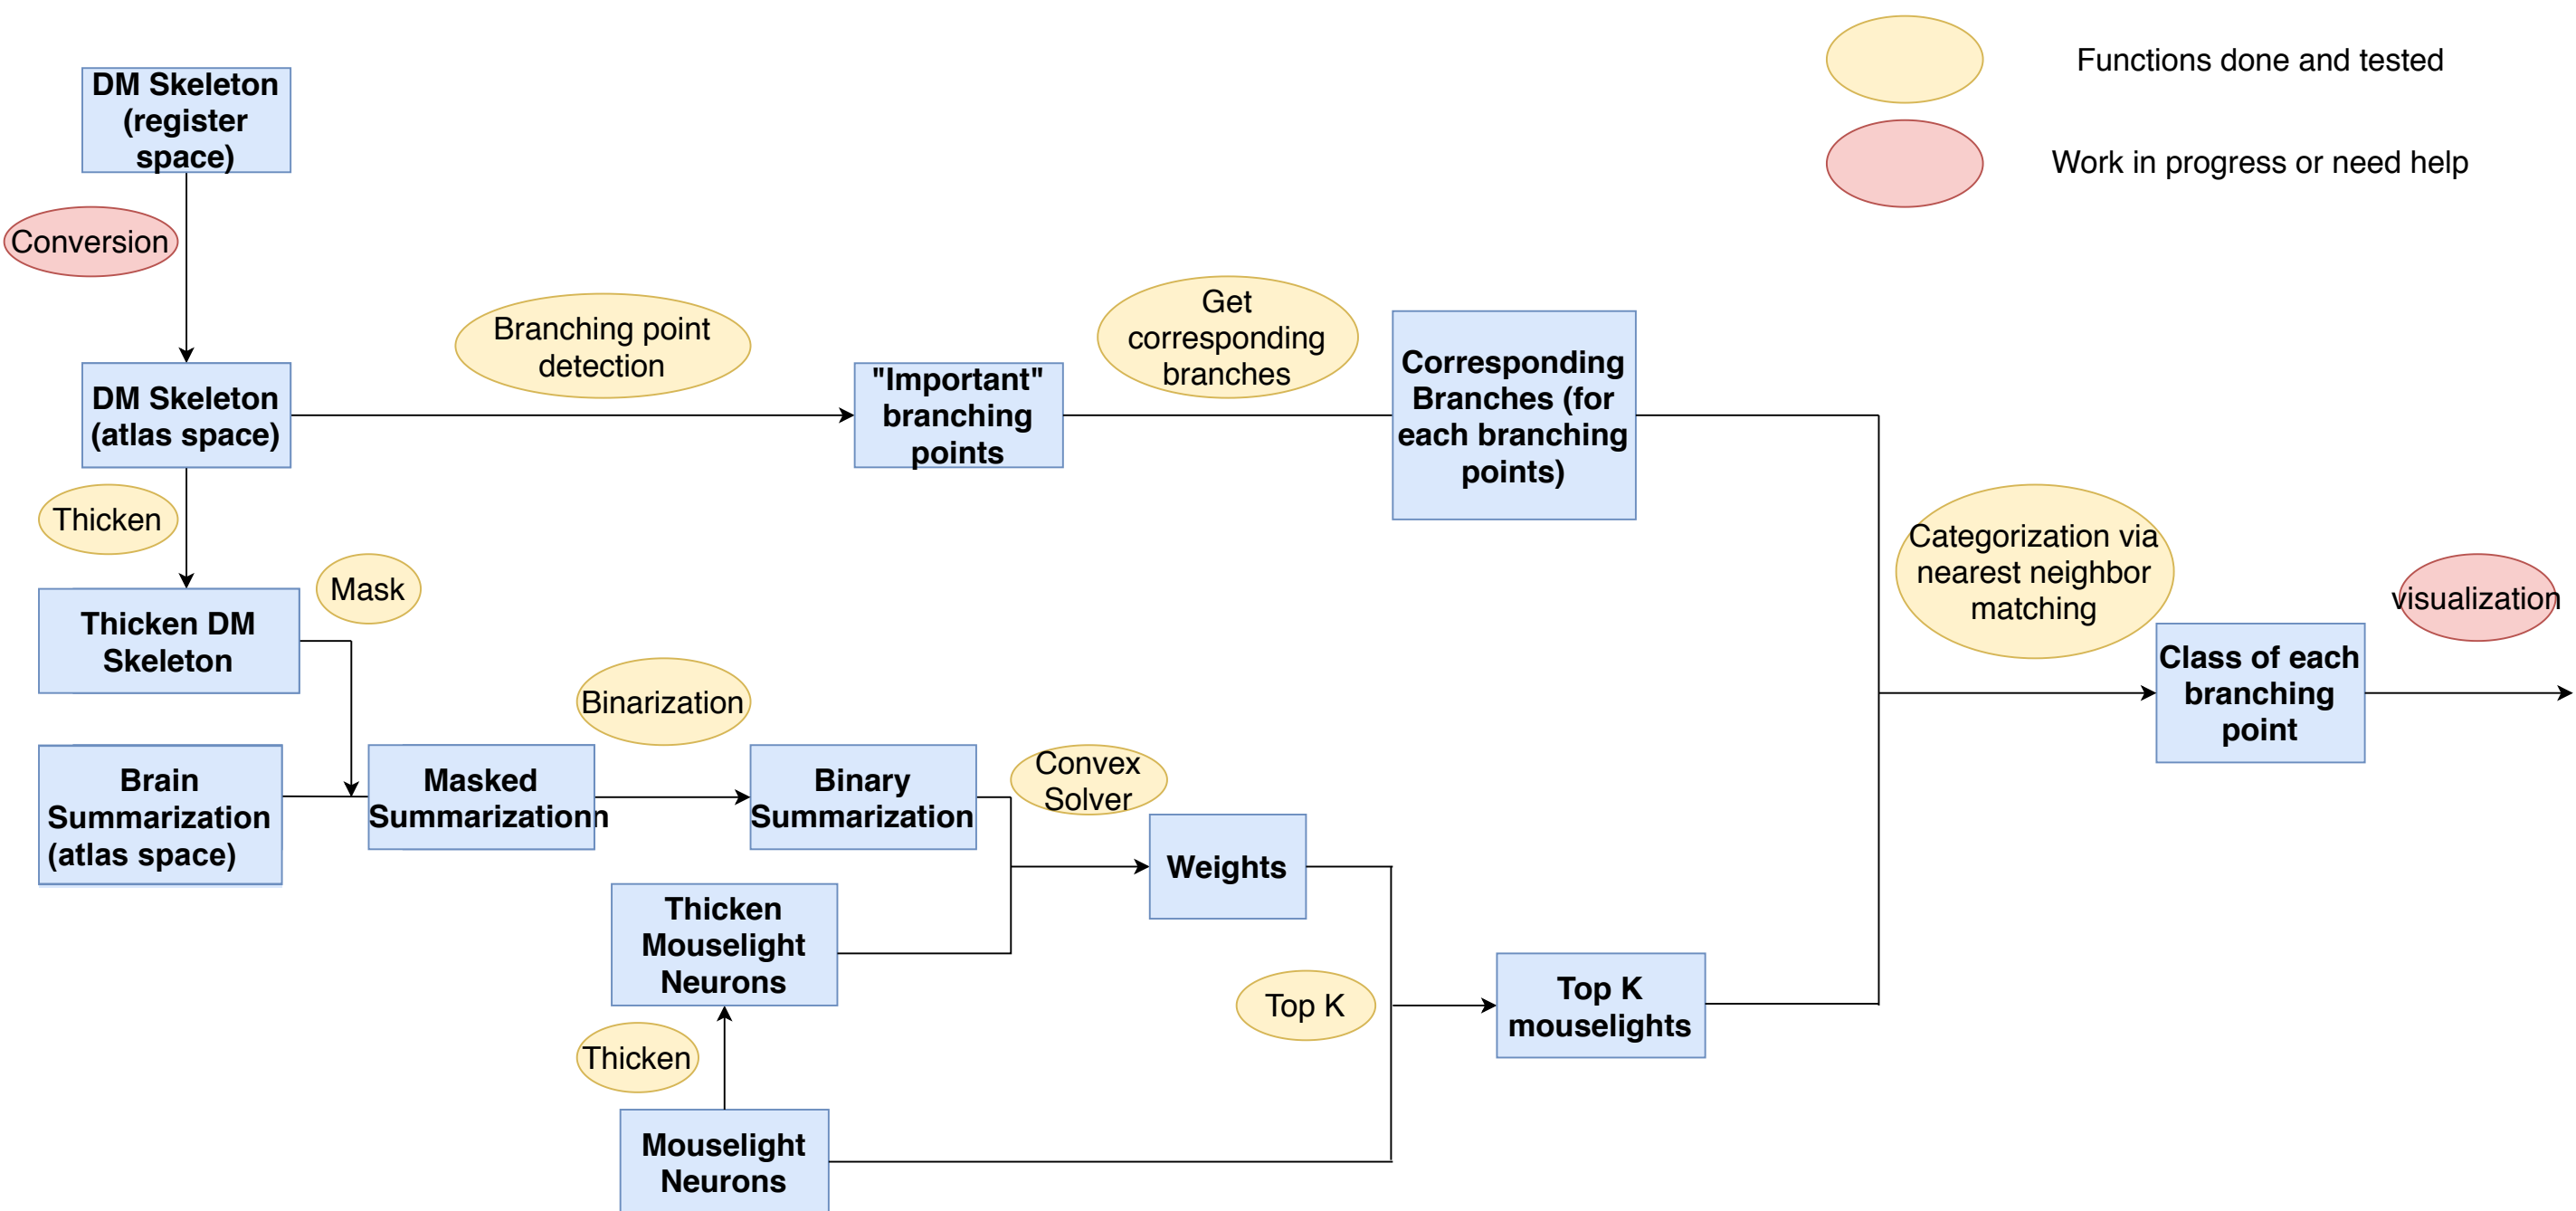 Functions done and tested
Work in progress or need help
DM Skeleton
(register
space)
Conversion
DM Skeleton
(atlas space)
Branching point
detection
"Important"
branching
points
Get
corresponding
branches
Corresponding
Branches (for
each branching
points)
Thicken
Thicken DM
Skeleton
Mask
Brain
Summarization
(atlas space)
Masked
Summarizationn
Binarization
Binary
Summarization
Convex
Solver
Weights
Thicken
Mouselight
Neurons
Thicken
Mouselight
Neurons
Top K
Top K
mouselights
Categorization via
nearest neighbor
matching
Class of each
branching
point
visualization